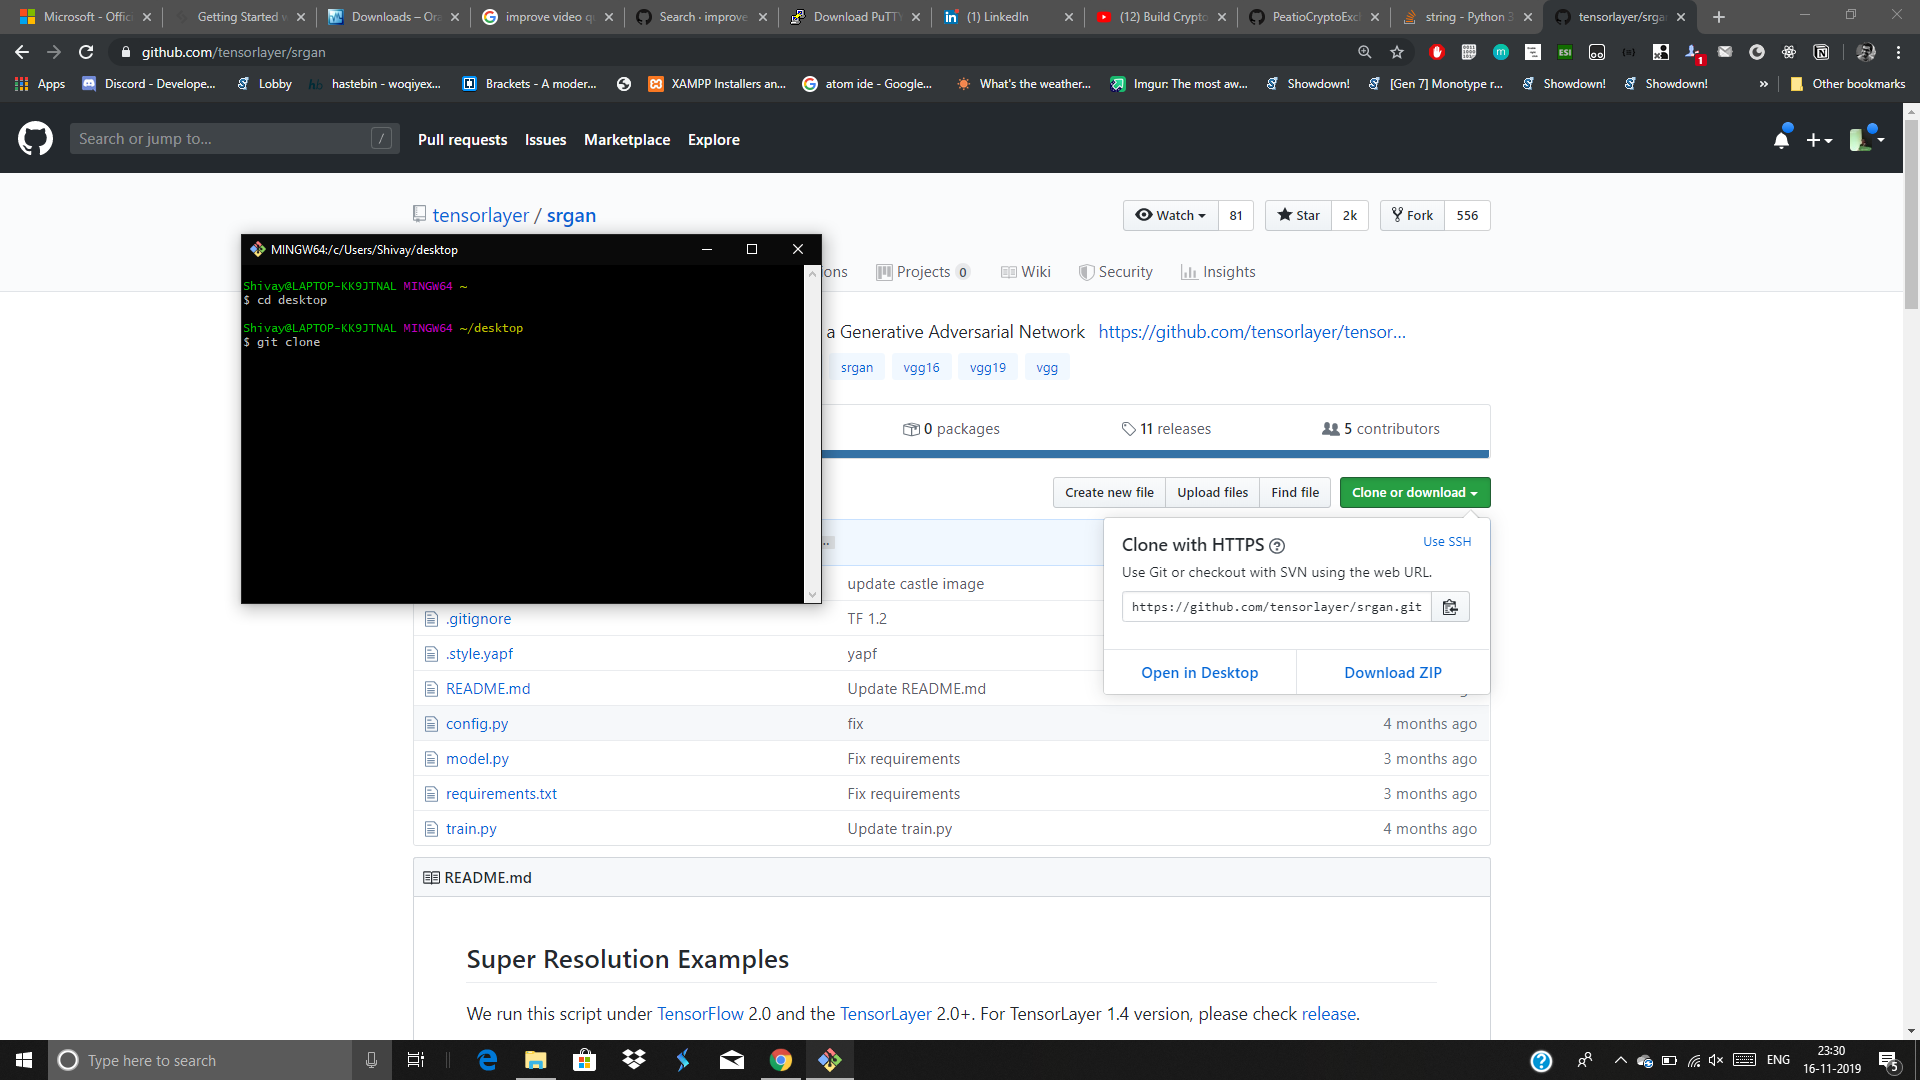 Microsoft - Offic
Getting Started w
Downloads – Ora
improve video qu
Search · improve
Download PuTTY
(1) LinkedIn
(12) Build Crypto
PeatioCryptoExch
string - Python 3
tensorlayer/srgan
github.com/tensorlayer/srgan
Apps
Discord - Develope...
Lobby
hastebin - woqiyex...
Brackets - A moder...
XAMPP Installers an...
atom ide - Google...
What's the weather...
Imgur: The most aw...
Showdown!
[Gen 7] Monotype r...
Showdown!
Showdown!
»
Other bookmarks
Search or jump to...
/
Pull requests
Issues
Marketplace
Explore
tensorlayer / srgan
Watch
81
Star
2k
Fork
556
MINGW64:/c/Users/Shivay/desktop
ons
Projects 0
Wiki
Security
Insights
Shivay@LAPTOP-KK9JTNAL MINGW64 ~
$ cd desktop
Shivay@LAPTOP-KK9JTNAL MINGW64 ~/desktop
$ git clone
a Generative Adversarial Network https://github.com/tensorlayer/tensor...
srgan
vgg16
vgg19
vgg
0 packages
11 releases
5 contributors
Create new file
Upload files
Find file
Clone or download
Clone with HTTPS
Use SSH
Use Git or checkout with SVN using the web URL.
https://github.com/tensorlayer/srgan.git
Open in Desktop
Download ZIP
update castle image
.gitignore
TF 1.2
.style.yapf
yapf
README.md
Update README.md
config.py
fix
4 months ago
model.py
Fix requirements
3 months ago
requirements.txt
Fix requirements
3 months ago
train.py
Update train.py
4 months ago
README.md
Super Resolution Examples
We run this script under TensorFlow 2.0 and the TensorLayer 2.0+. For TensorLayer 1.4 version, please check release.
Type here to search
ENG
23:30
16-11-2019
5